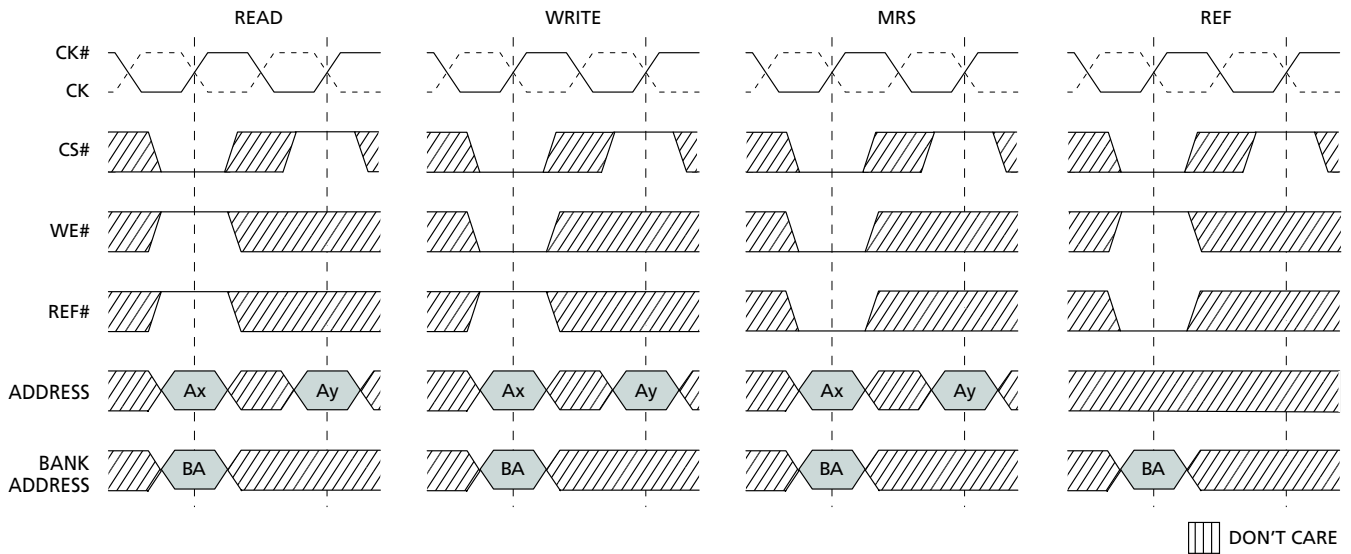 READ WRITE MRS REF
CK#
CK
CS#
WE#
REF#
ADDRESS Ax Ay Ax Ay Ax Ay
BANK
ADDRESS BA BA BA BA
DON'T CARE